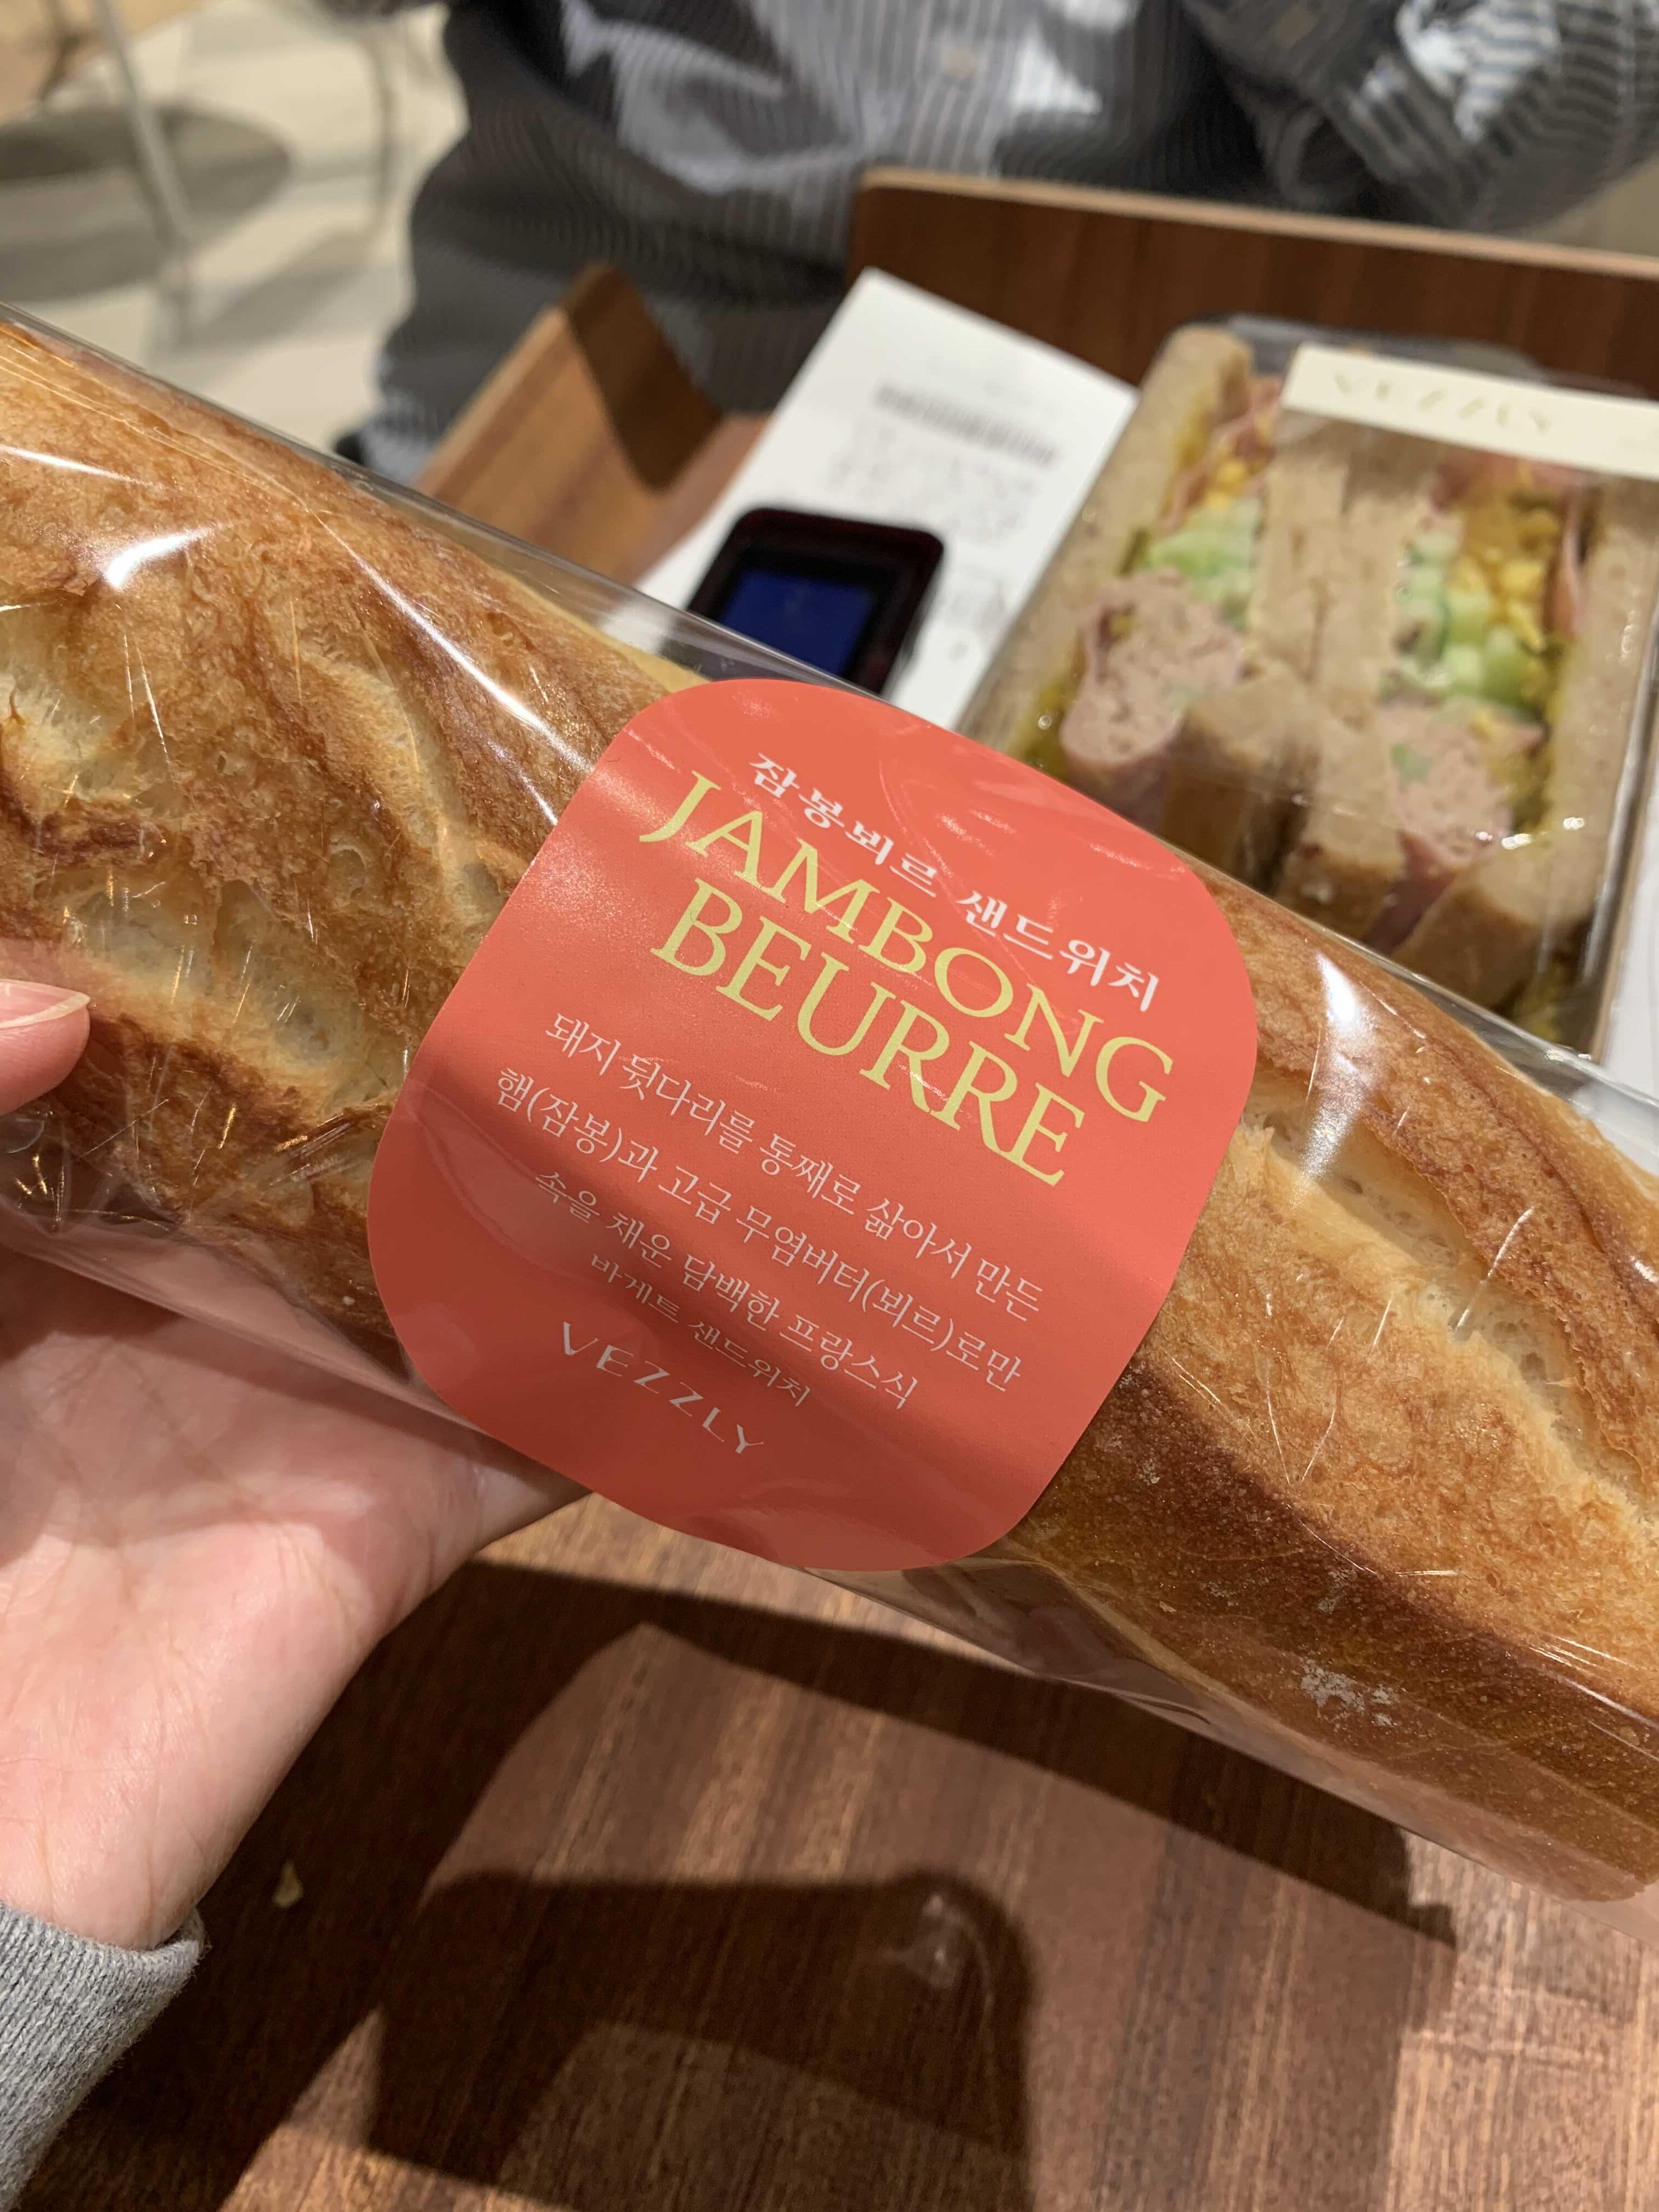 VEZZLY
잠봉뵈르 샌드위치
JAMBONG
BEURRE
돼지 뒷다리를 통째로 삶아서 만든
햄(잠봉)과 고급 무염버터(뵈르)로만
속을 채운 담백한 프랑스식
바게트 샌드위치
VEZZLY